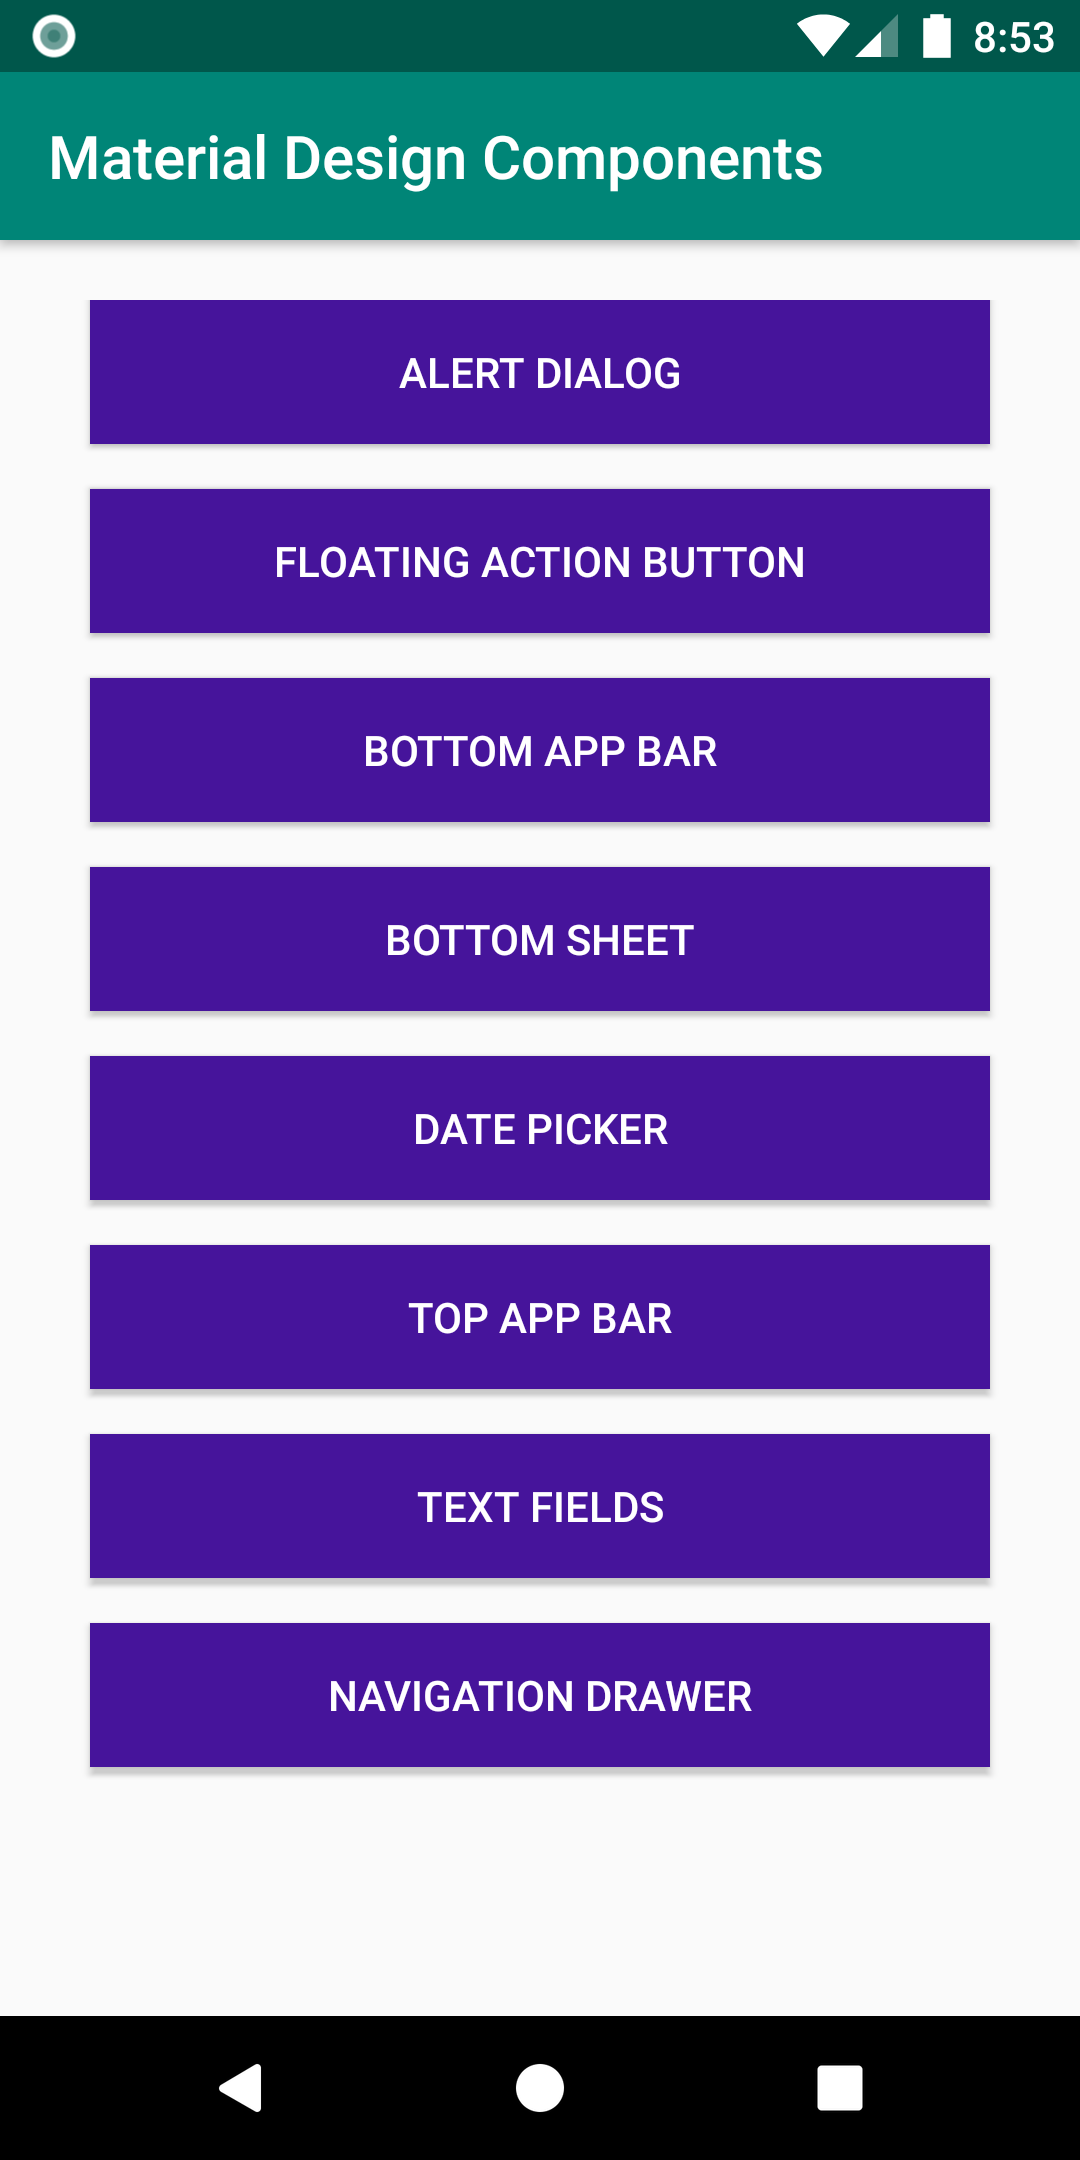 8:53
Material Design Components
ALERT DIALOG
FLOATING ACTION BUTTON
BOTTOM APP BAR
BOTTOM SHEET
DATE PICKER
TOP APP BAR
TEXT FIELDS
NAVIGATION DRAWER